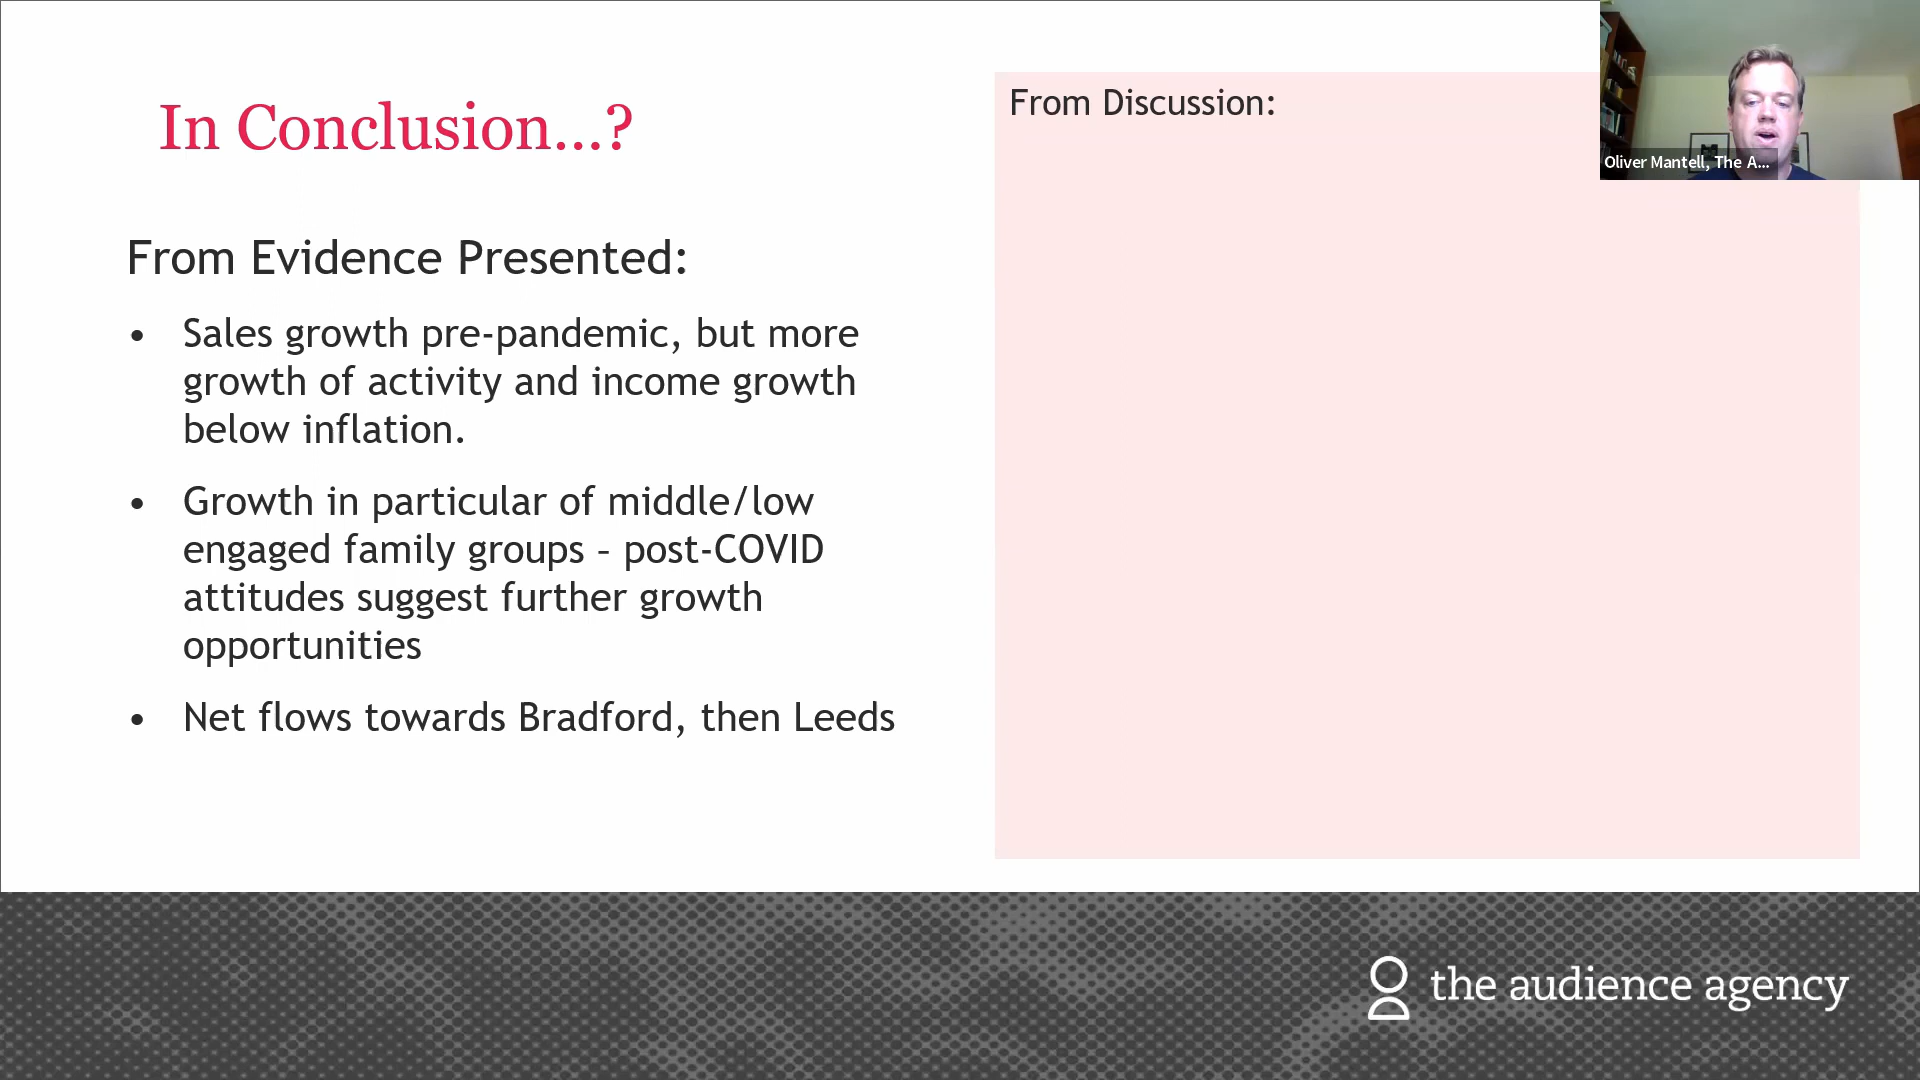 In Conclusion...?
From Evidence Presented:
• Sales growth pre-pandemic, but more
growth of activity and income growth
below inflation.
• Growth in particular of middle/low
engaged family groups – post-COVID
attitudes suggest further growth
opportunities
• Net flows towards Bradford, then Leeds
From Discussion:
Oliver Mantell, The A...
the audience agency